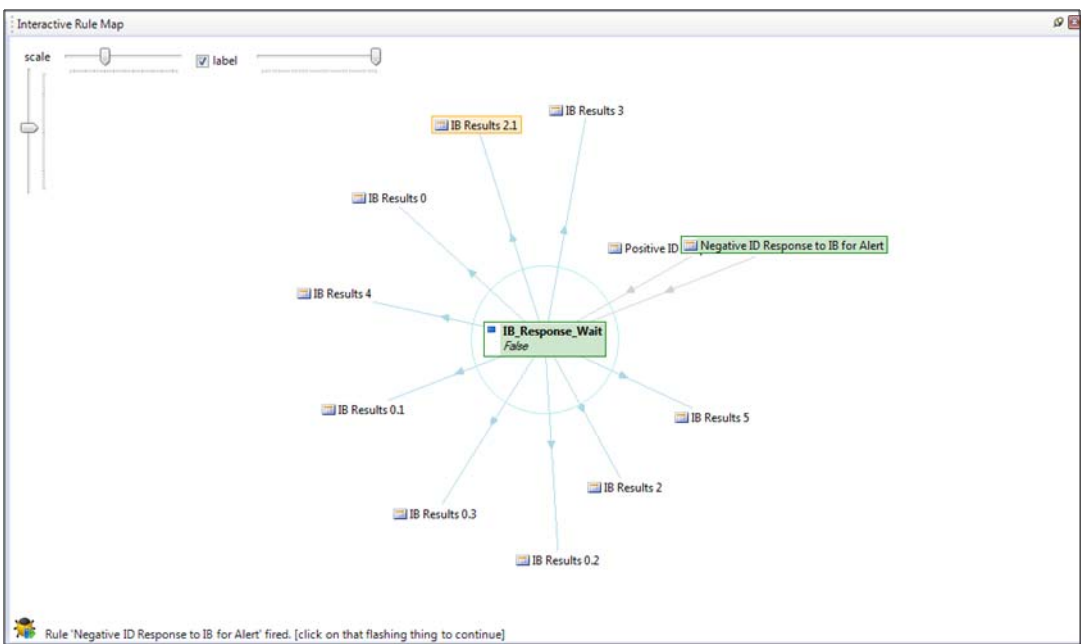 Interactive Rule Map
scale
label
IB Results 3
IB Results 2.1
IB Results 0
Positive ID
Negative ID Response to IB for Alert
IB Results 4
IB_Response_Wait
False
IB Results 0.1
IB Results 5
IB Results 2
IB Results 0.3
IB Results 0.2
Rule 'Negative ID Response to IB for Alert' fired. [click on that flashing thing to continue]